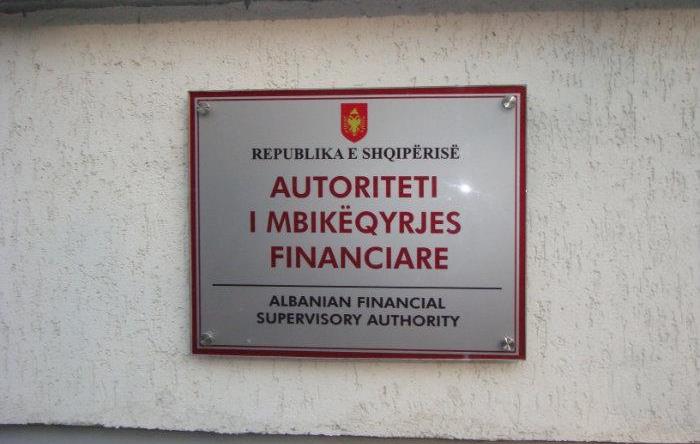 REPUBLIKA E SHQIPËRISË
AUTORITETI
I MBIKËQYRJES
FINANCIARE
ALBANIAN FINANCIAL
SUPERVISORY AUTHORITY